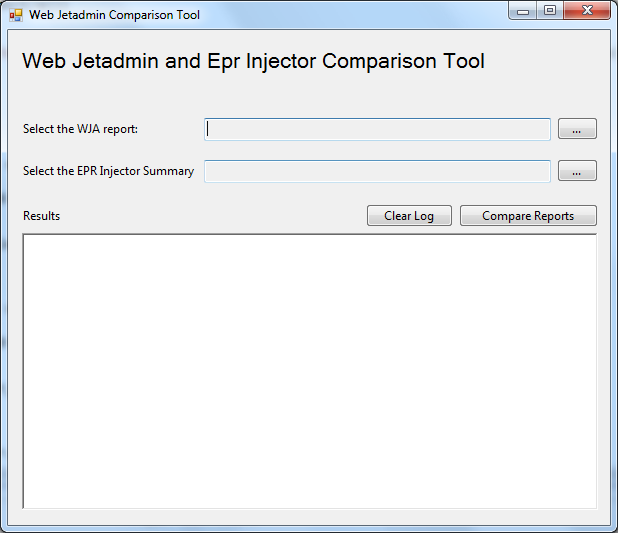 Web Jetadmin Comparison Tool
Web Jetadmin and Epr Injector Comparison Tool
Select the WJA report:
...
Select the EPR Injector Summary
...
Results
Clear Log
Compare Reports